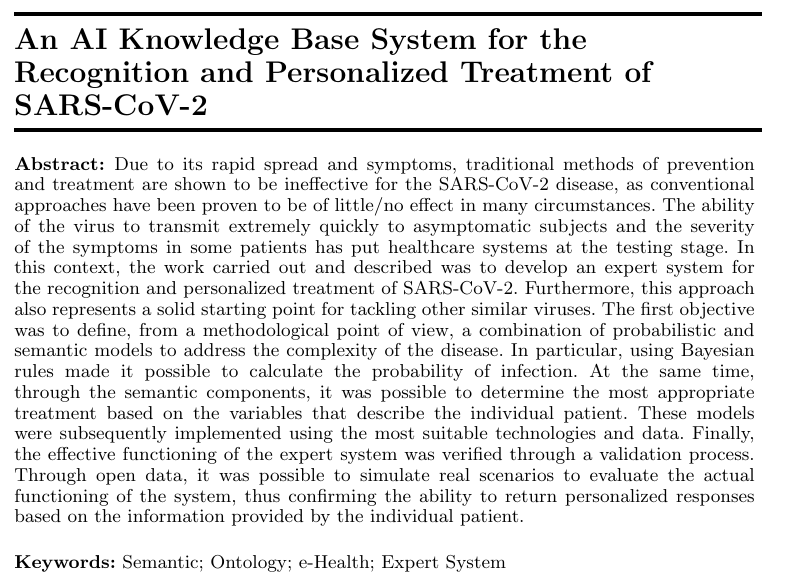 An AI Knowledge Base System for the
Recognition and Personalized Treatment of
SARS-CoV-2
Abstract: Due to its rapid spread and symptoms, traditional methods of prevention
and treatment are shown to be ineffective for the SARS-CoV-2 disease, as conventional
approaches have been proven to be of little/no effect in many circumstances. The ability
of the virus to transmit extremely quickly to asymptomatic subjects and the severity
of the symptoms in some patients has put healthcare systems at the testing stage. In
this context, the work carried out and described was to develop an expert system for
the recognition and personalized treatment of SARS-CoV-2. Furthermore, this approach
also represents a solid starting point for tackling other similar viruses. The first objective
was to define, from a methodological point of view, a combination of probabilistic and
semantic models to address the complexity of the disease. In particular, using Bayesian
rules made it possible to calculate the probability of infection. At the same time,
through the semantic components, it was possible to determine the most appropriate
treatment based on the variables that describe the individual patient. These models
were subsequently implemented using the most suitable technologies and data. Finally,
the effective functioning of the expert system was verified through a validation process.
Through open data, it was possible to simulate real scenarios to evaluate the actual
functioning of the system, thus confirming the ability to return personalized responses
based on the information provided by the individual patient.
Keywords: Semantic; Ontology; e-Health; Expert System